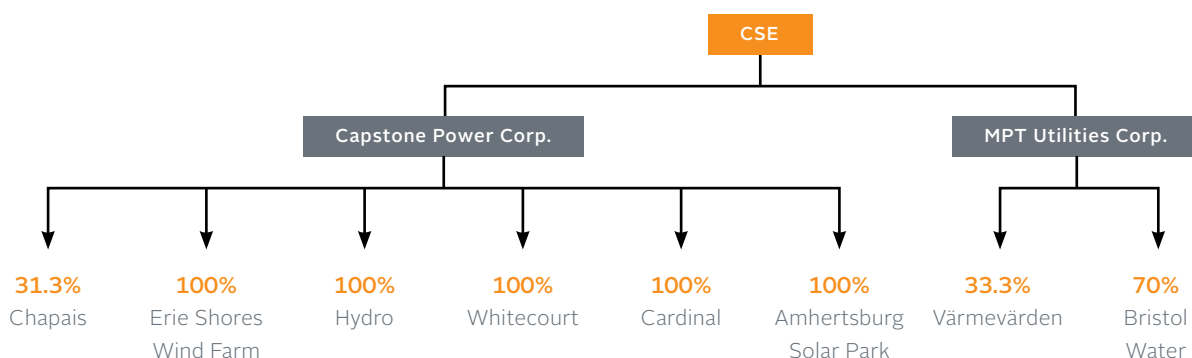 CSE
Capstone Power Corp.
MPT Utilities Corp.
31.3%
Chapais
100%
Erie Shores
Wind Farm
100%
Hydro
100%
Whitecourt
100%
Cardinal
100%
Amhertsburg
Solar Park
33.3%
Värmevärden
70%
Bristol
Water